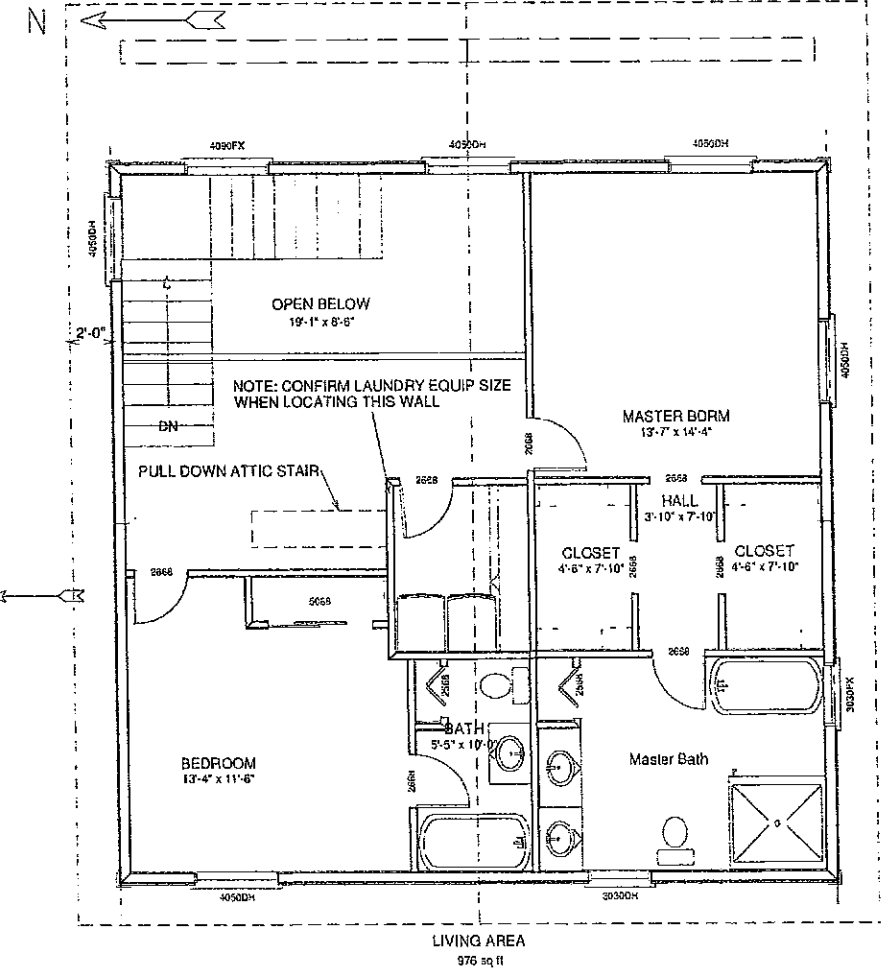 N
4090FX
4050DH
4050DH
4050DH
OPEN BELOW
19'-1" x 8'-6"
2'-0"
4050DH
NOTE: CONFIRM LAUNDRY EQUIP SIZE
WHEN LOCATING THIS WALL
MASTER BDRM
13'-7" x 14'-4"
DN
2668
PULL DOWN ATTIC STAIR
2668
2668
HALL
3'-10" x 7'-10"
CLOSET
4'-6" x 7'-10"
2668
2668
CLOSET
4'-6" x 7'-10"
2668
5068
2668
2668
2668
3030FX
BATH
5'-5" x 10'-0"
BEDROOM
13'-4" x 11'-6"
Master Bath
2668
4050DH
3030DH
LIVING AREA
976 sq ft